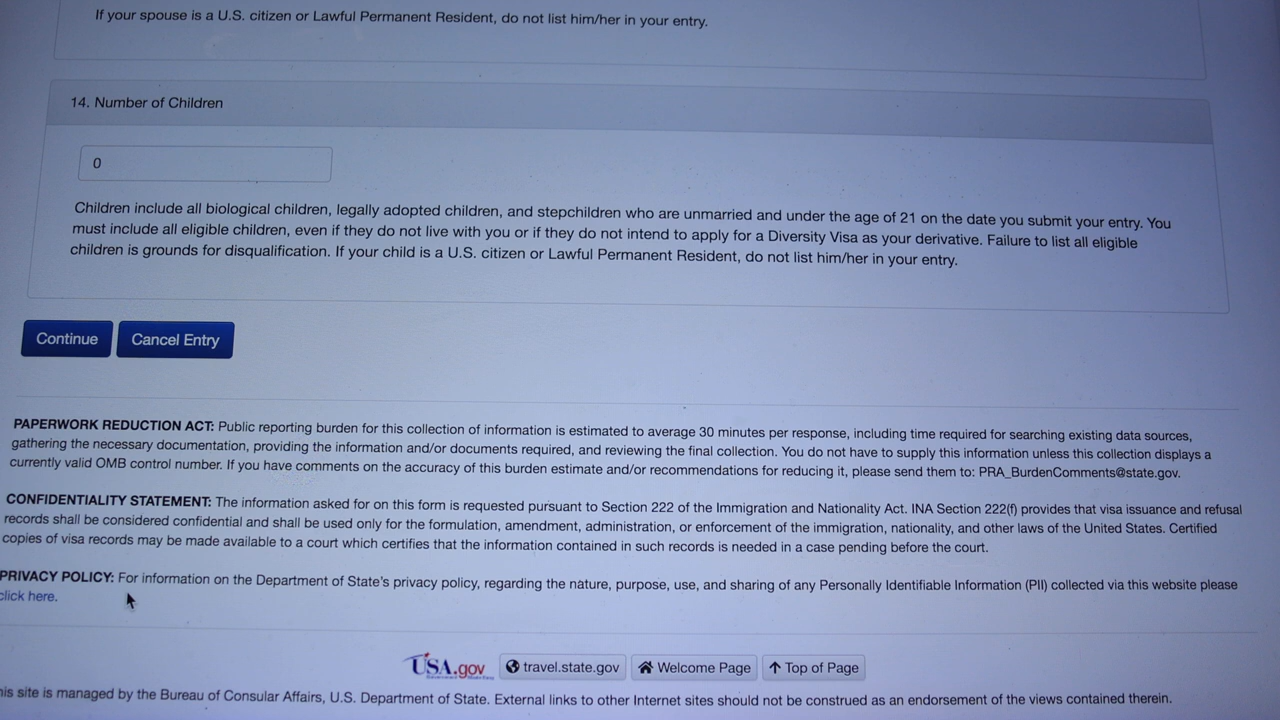 If your spouse is a U.S. citizen or Lawful Permanent Resident, do not list him/her in your entry.
14. Number of Children
0
Children include all biological children, legally adopted children, and stepchildren who are unmarried and under the age of 21 on the date you submit your entry. You
must include all eligible children, even if they do not live with you or if they do not intend to apply for a Diversity Visa as your derivative. Failure to list all eligible
children is grounds for disqualification. If your child is a U.S. citizen or Lawful Permanent Resident, do not list him/her in your entry.
Continue Cancel Entry
PAPERWORK REDUCTION ACT: Public reporting burden for this collection of information is estimated to average 30 minutes per response, including time required for searching existing data sources,
gathering the necessary documentation, providing the information and/or documents required, and reviewing the final collection. You do not have to supply this information unless this collection displays a
currently valid OMB control number. If you have comments on the accuracy of this burden estimate and/or recommendations for reducing it, please send them to: PRA_BurdenComments@state.gov.
CONFIDENTIALITY STATEMENT: The information asked for on this form is requested pursuant to Section 222 of the Immigration and Nationality Act. INA Section 222(f) provides that visa issuance and refusal
records shall be considered confidential and shall be used only for the formulation, amendment, administration, or enforcement of the immigration, nationality, and other laws of the United States. Certified
copies of visa records may be made available to a court which certifies that the information contained in such records is needed in a case pending before the court.
PRIVACY POLICY: For information on the Department of State's privacy policy, regarding the nature, purpose, use, and sharing of any Personally Identifiable Information (PII) collected via this website please
click here.
USA.gov travel.state.gov Welcome Page Top of Page
is site is managed by the Bureau of Consular Affairs, U.S. Department of State. External links to other Internet sites should not be construed as an endorsement of the views contained therein.